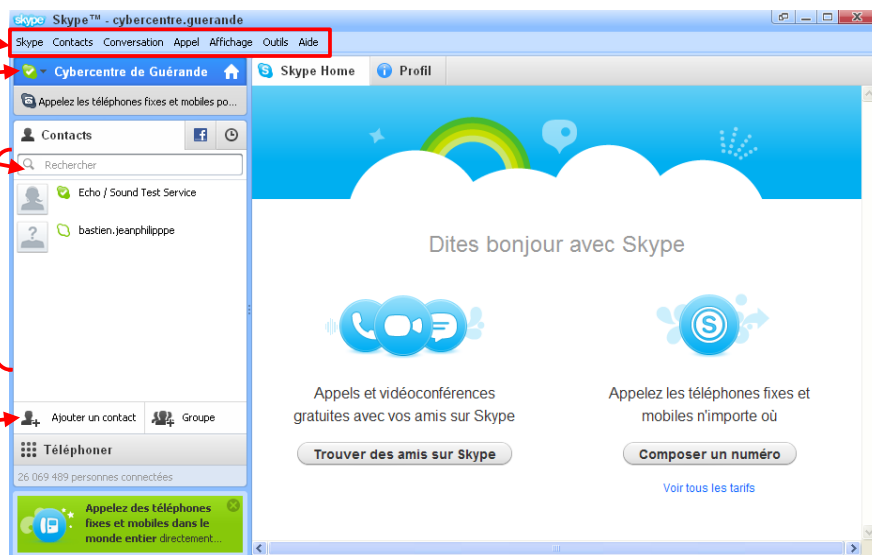 skype Skype™ - cybercentre.guerande
Skype Contacts Conversation Appel Affichage Outils Aide
Cybercentre de Guérande
Skype Home Profil
Appelez les téléphones fixes et mobiles po...
Contacts
Rechercher
Echo / Sound Test Service
bastien.jeanphilipppe
Dites bonjour avec Skype
Appels et vidéoconférences
gratuites avec vos amis sur Skype
Trouver des amis sur Skype
Appelez les téléphones fixes et
mobiles n'importe où
Composer un numéro
Voir tous les tarifs
Ajouter un contact Groupe
Téléphoner
26 069 489 personnes connectées
Appelez des téléphones
fixes et mobiles dans le
monde entier directement...